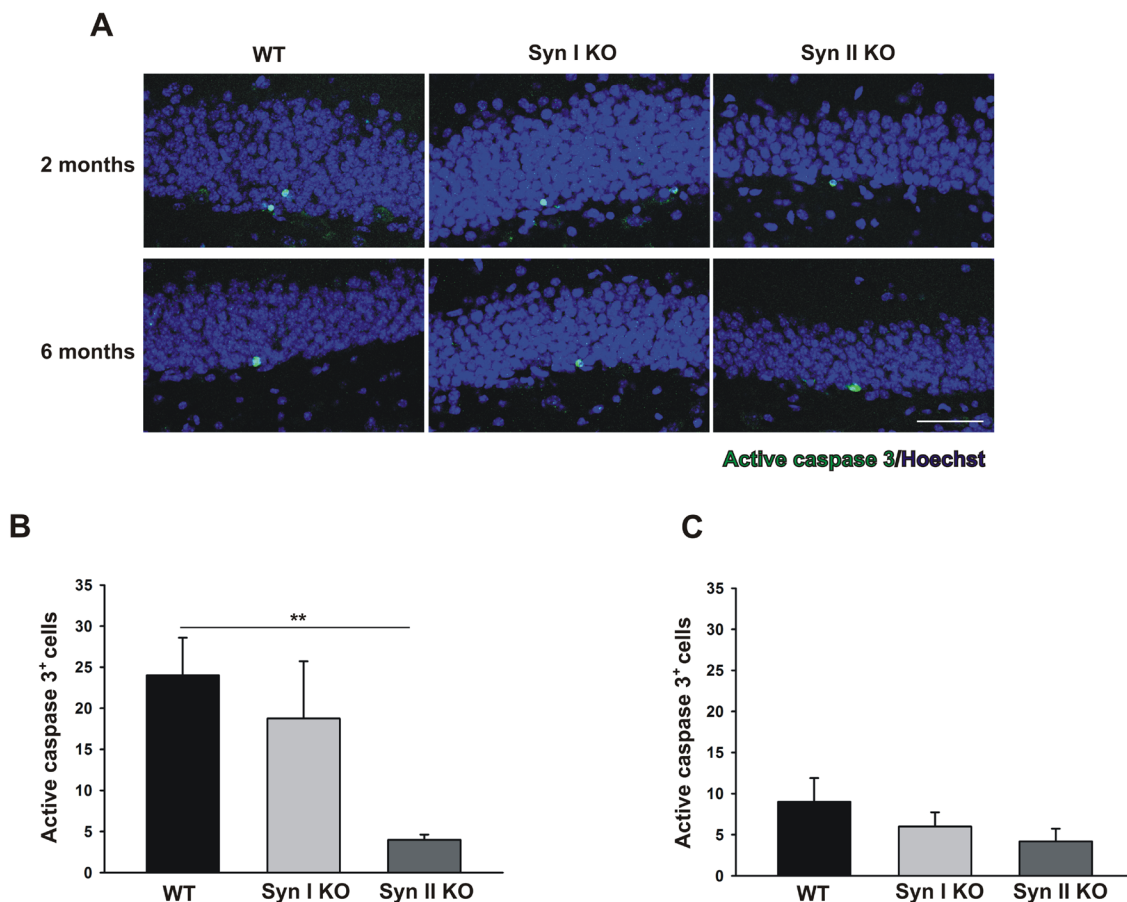 A
WT
Syn I KO
Syn II KO
2 months
6 months
Active caspase 3/Hoechst
B
Active caspase 3⁺ cells
35
30
25
20
15
10
5
0
**
WT
Syn I KO
Syn II KO
C
Active caspase 3⁺ cells
35
30
25
20
15
10
5
0
WT
Syn I KO
Syn II KO